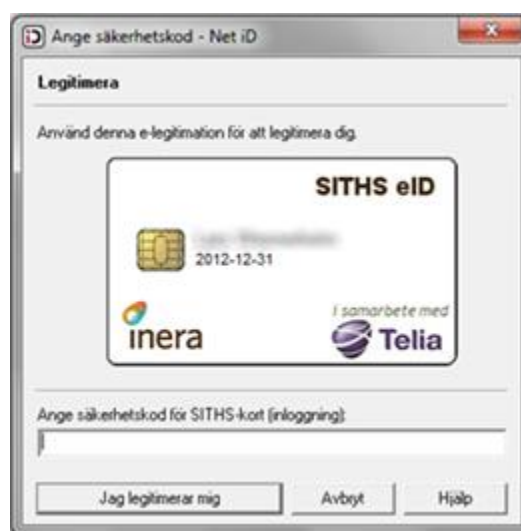 Ange säkerhetskod - Net iD
Legitimera
Använd denna e-legitimation för att legitimera dig.
SITHS eID
2012-12-31
inera
i samarbete med
Telia
Ange säkerhetskod för SITHS-kort (inloggning):
Jag legitimerar mig
Avbryt
Hjälp